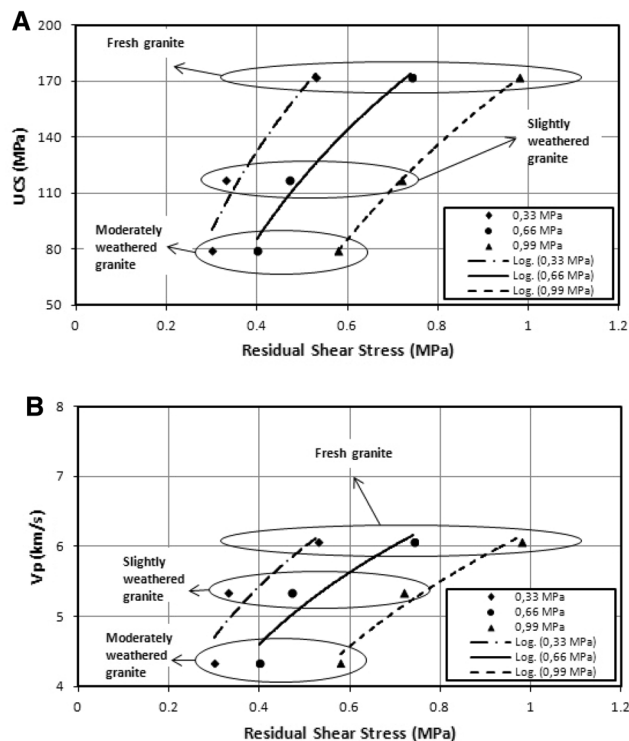 A
200
Fresh granite
170
Slightly
weathered
granite
140
UCS (MPa)
110
Moderately
weathered
granite
0,33 MPa
0,66 MPa
0,99 MPa
Log. (0,33 MPa)
Log. (0,66 MPa)
Log. (0,99 MPa)
80
50
0 0.2 0.4 0.6 0.8 1 1.2
Residual Shear Stress (MPa)
B
8
Fresh granite
7
Vp (km/s)
6
Slightly
weathered
granite
5
Moderately
weathered
granite
0,33 MPa
0,66 MPa
0,99 MPa
Log. (0,33 MPa)
Log. (0,66 MPa)
Log. (0,99 MPa)
4
0 0.2 0.4 0.6 0.8 1 1.2
Residual Shear Stress (MPa)